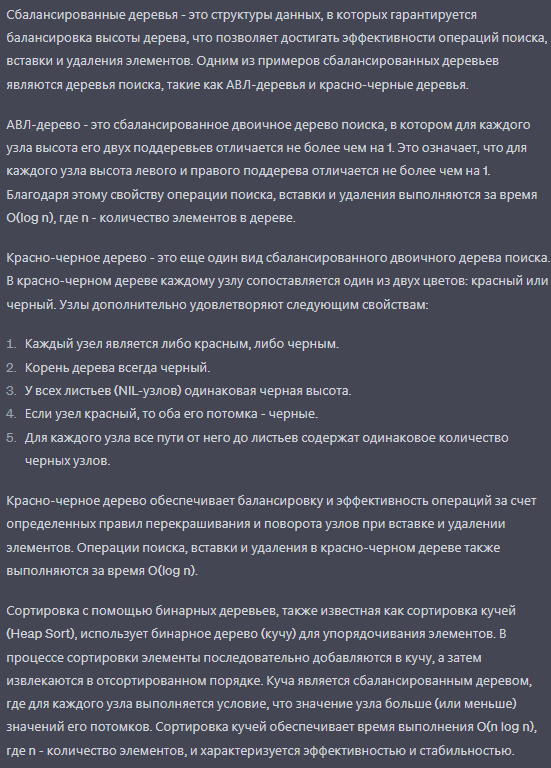 Сбалансированные деревья - это структуры данных, в которых гарантируется
балансировка высоты дерева, что позволяет достигать эффективности операций поиска,
вставки и удаления элементов. Одним из примеров сбалансированных деревьев
являются деревья поиска, такие как АВЛ-деревья и красно-черные деревья.
АВЛ-дерево - это сбалансированное двоичное дерево поиска, в котором для каждого
узла высота его двух поддеревьев отличается не более чем на 1. Это означает, что для
каждого узла высота левого и правого поддерева отличается не более чем на 1.
Благодаря этому свойству операции поиска, вставки и удаления выполняются за время
O(log n), где n - количество элементов в дереве.
Красно-черное дерево - это еще один вид сбалансированного двоичного дерева поиска.
В красно-черном дереве каждому узлу сопоставляется один из двух цветов: красный или
черный. Узлы дополнительно удовлетворяют следующим свойствам:
1. Каждый узел является либо красным, либо черным.
2. Корень дерева всегда черный.
3. У всех листьев (NIL-узлов) одинаковая черная высота.
4. Если узел красный, то оба его потомка - черные.
5. Для каждого узла все пути от него до листьев содержат одинаковое количество
черных узлов.
Красно-черное дерево обеспечивает балансировку и эффективность операций за счет
определенных правил перекрашивания и поворота узлов при вставке и удалении
элементов. Операции поиска, вставки и удаления в красно-черном дереве также
выполняются за время O(log n).
Сортировка с помощью бинарных деревьев, также известная как сортировка кучей
(Heap Sort), использует бинарное дерево (кучу) для упорядочивания элементов. В
процессе сортировки элементы последовательно добавляются в кучу, а затем
извлекаются в отсортированном порядке. Куча является сбалансированным деревом,
где для каждого узла выполняется условие, что значение узла больше (или меньше)
значений его потомков. Сортировка кучей обеспечивает время выполнения O(n log n),
где n - количество элементов, и характеризуется эффективностью и стабильностью.